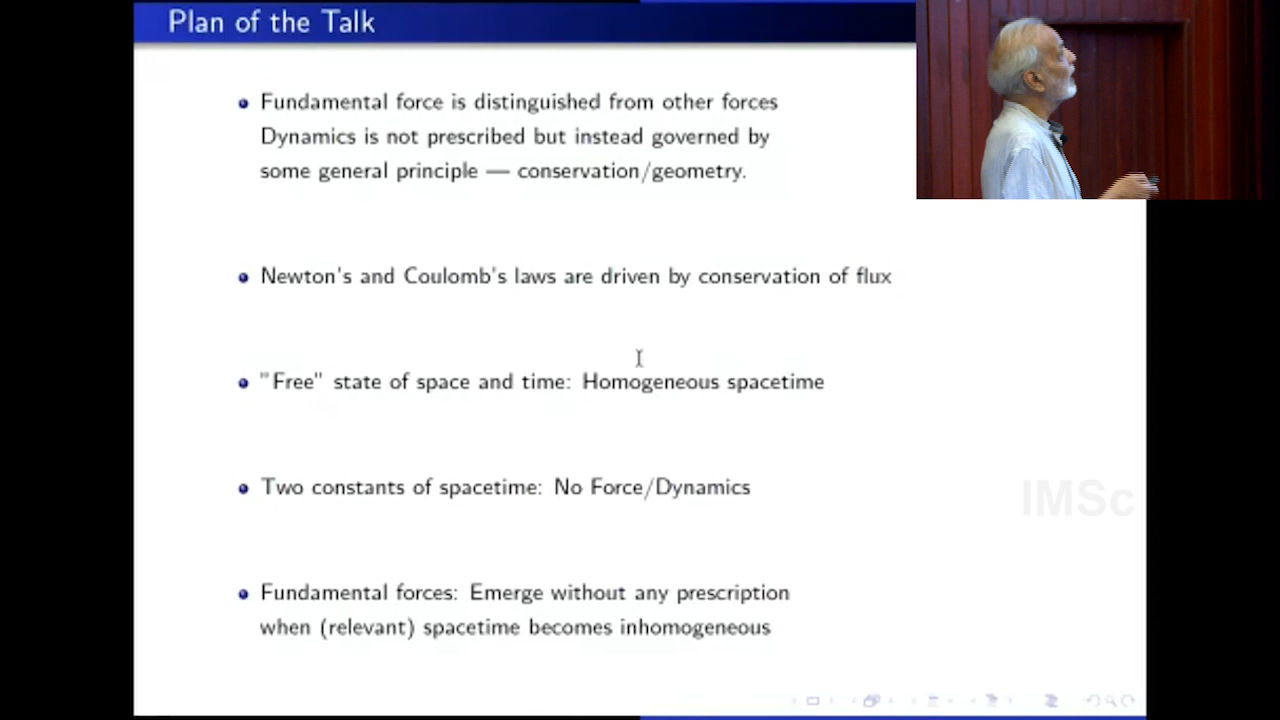 Plan of the Talk
Fundamental force is distinguished from other forces
Dynamics is not prescribed but instead governed by
some general principle — conservation/geometry.
Newton's and Coulomb's laws are driven by conservation of flux
"Free" state of space and time: Homogeneous spacetime
Two constants of spacetime: No Force/Dynamics
IMSc
Fundamental forces: Emerge without any prescription
when (relevant) spacetime becomes inhomogeneous